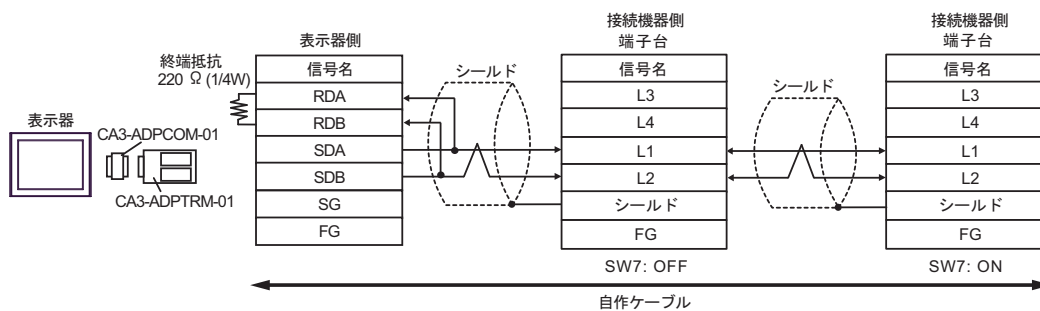 表示器
CA3-ADPCOM-01
CA3-ADPTRM-01
終端抵抗
220 Ω (1/4W)
表示器側
信号名
RDA
RDB
SDA
SDB
SG
FG
シールド
接続機器側
端子台
信号名
L3
L4
L1
L2
シールド
FG
SW7: OFF
シールド
接続機器側
端子台
信号名
L3
L4
L1
L2
シールド
FG
SW7: ON
自作ケーブル